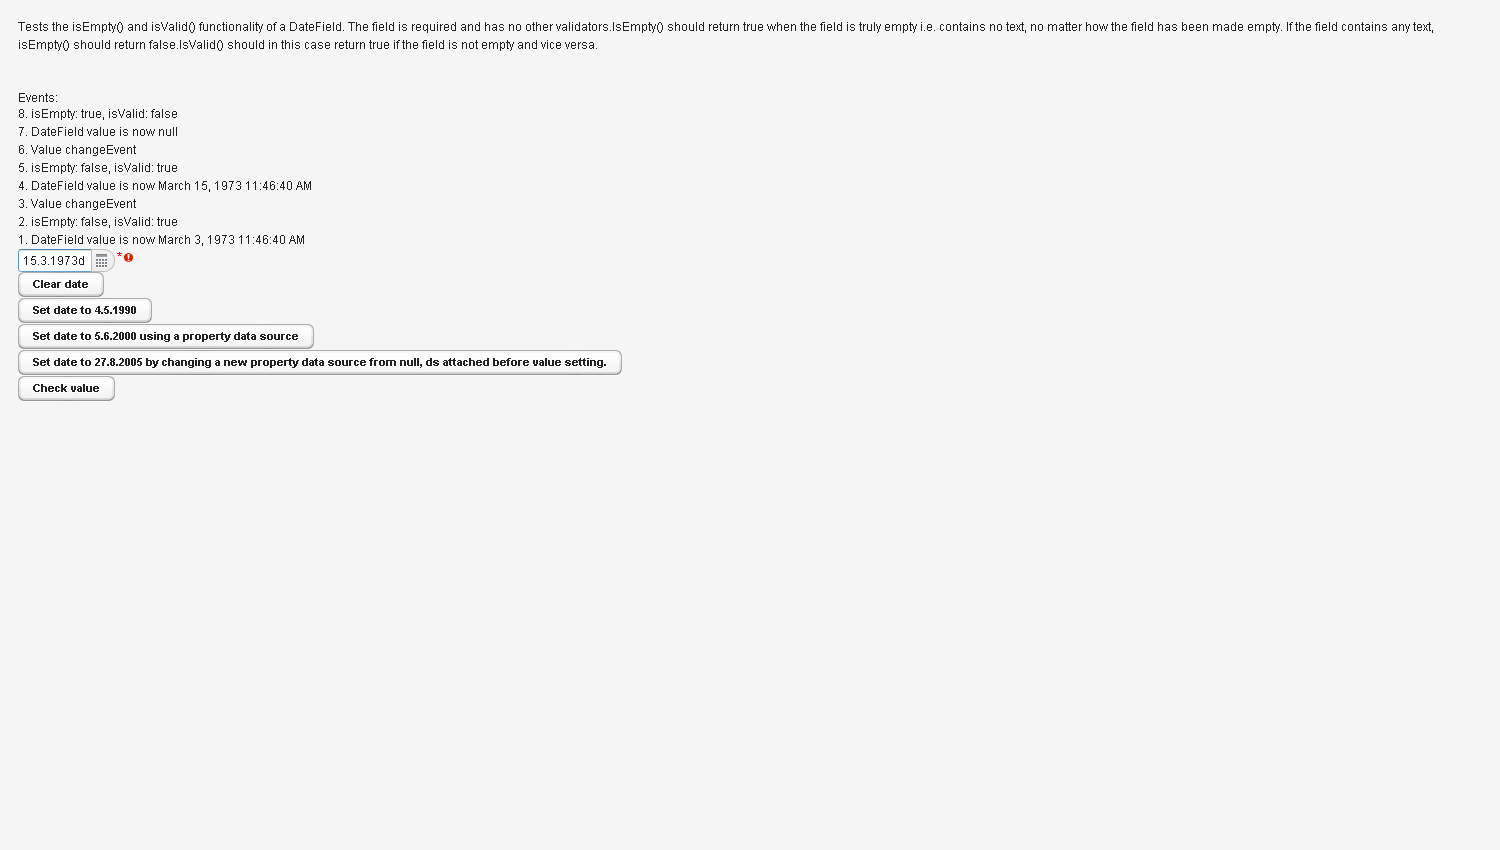 Tests the isEmpty() and isValid() functionality of a DateField. The field is required and has no other validators.IsEmpty() should return true when the field is truly empty i.e. contains no text, no matter how the field has been made empty. If the field contains any text,
isEmpty() should return false.IsValid() should in this case return true if the field is not empty and vice versa.
Events:
8. isEmpty: true, isValid: false
7. DateField value is now null
6. Value changeEvent
5. isEmpty: false, isValid: true
4. DateField value is now March 15, 1973 11:46:40 AM
3. Value changeEvent
2. isEmpty: false, isValid: true
1. DateField value is now March 3, 1973 11:46:40 AM
15.3.1973d *
Clear date
Set date to 4.5.1990
Set date to 5.6.2000 using a property data source
Set date to 27.8.2005 by changing a new property data source from null, ds attached before value setting.
Check value